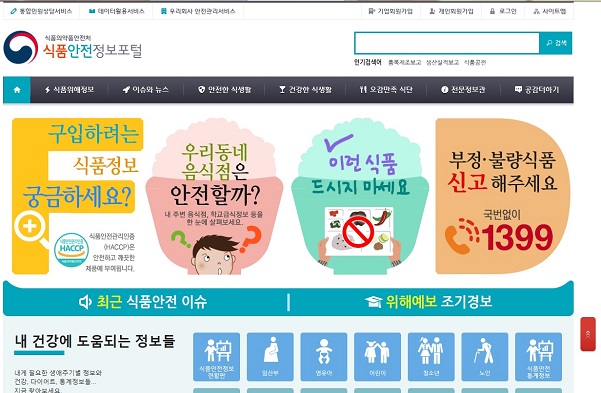 통합민원상담서비스 데이터활용서비스 우리회사 안전관리서비스 기업회원가입 개인회원가입 로그인 사이트맵
식품의약품안전처
식품안전정보포털
검색
인기검색어 품목제조보고 생산실적보고 식품공전
식품위해정보 이슈와 뉴스 안전한 식생활 건강한 식생활 오감만족 식단 전문정보관 공감더하기
구입하려는
식품정보
궁금하세요?
HACCP
식품안전관리인증
(HACCP)은
안전하고 깨끗한
제품에 부여됩니다.
우리동네
음식점은
안전할까?
내 주변 음식점, 학교급식정보 등을
한 눈에 살펴보세요.
이런 식품
드시지 마세요
부정·불량식품
신고 해주세요
국번없이
1399
최근 식품안전 이슈
위해예보 조기경보
내 건강에 도움되는 정보들
내게 필요한 생애주기별 정보와
건강, 다이어트, 통계정보들...
지금 찾아보세요.
식품안전정보
현황판
임산부
영유아
어린이
청소년
노인
식품안전
통계정보